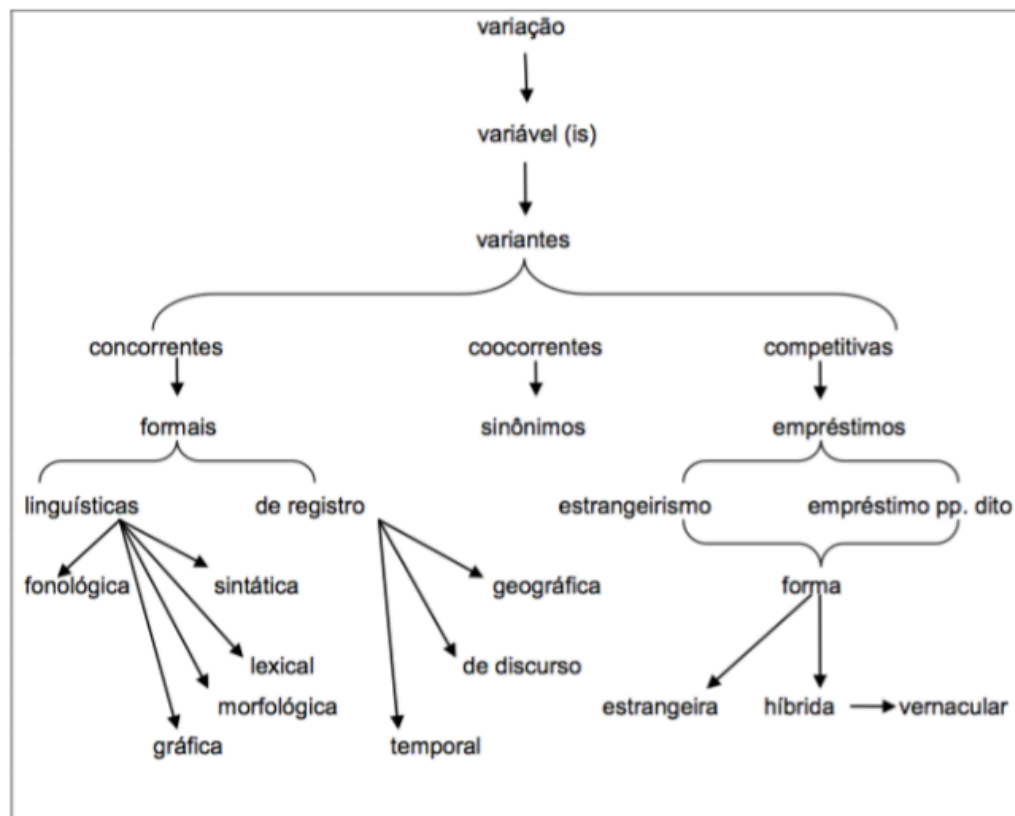 variação
variável (is)
variantes
concorrentes coocorrentes competitivas
formais sinônimos empréstimos
linguísticas de registro estrangeirismo empréstimo pp. dito
fonológica sintática geográfica forma
lexical de discurso
morfológica estrangeira híbrida vernacular
gráfica temporal